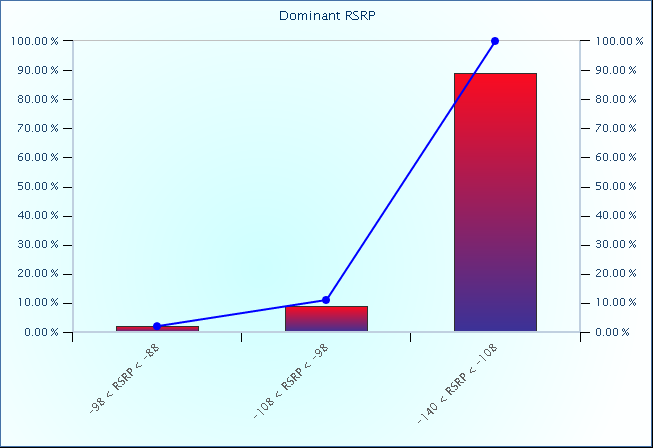 Dominant RSRP
100.00 % 100.00 %
90.00 % 90.00 %
80.00 % 80.00 %
70.00 % 70.00 %
60.00 % 60.00 %
50.00 % 50.00 %
40.00 % 40.00 %
30.00 % 30.00 %
20.00 % 20.00 %
10.00 % 10.00 %
0.00 % 0.00 %
-98 < RSRP < -88
-108 < RSRP < -98
-140 < RSRP < -108